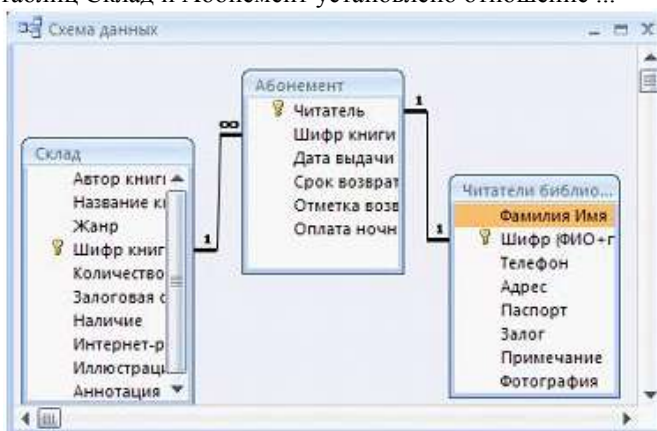 таблиц Склад и Абонемент установлено отношение ...
Схема данных
Абонемент
Читатель
Шифр книги
Дата выдачи
Срок возврат
Отметка возв
Оплата ночн
∞
1
1
1
Склад
Автор книги
Название кн
Жанр
Шифр книг
Количество
Залоговая с
Наличие
Интернет-р
Иллюстраци
Аннотация
Читатели библио...
Фамилия Имя
Шифр (ФИО+г
Телефон
Адрес
Паспорт
Залог
Примечание
Фотография